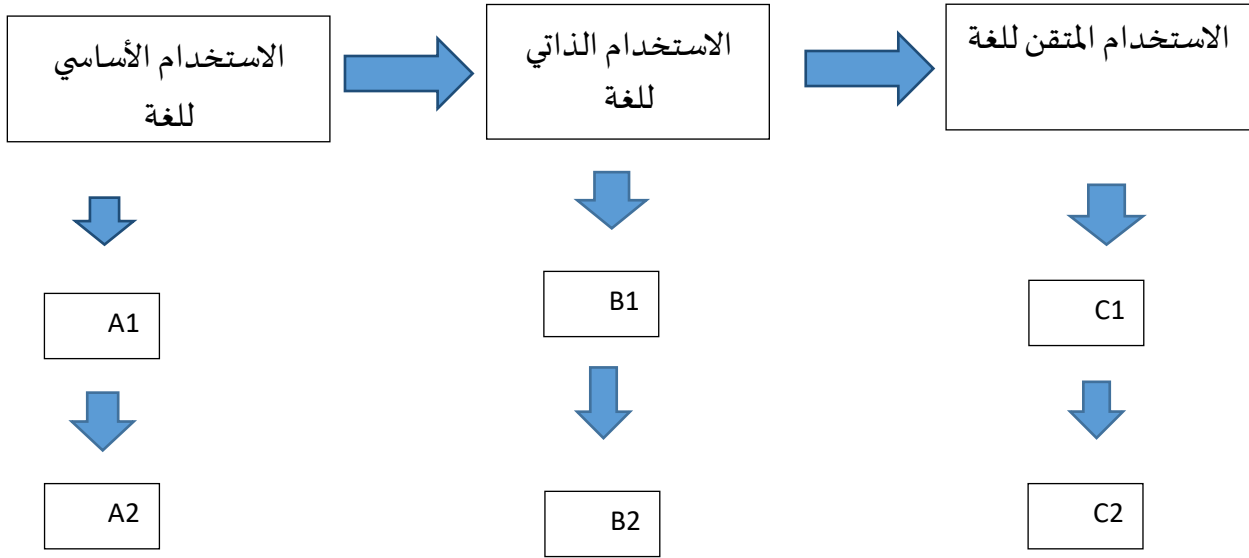 الاستخدام الأساسي
للغة
الاستخدام الذاتي
للغة
الاستخدام المتقن للغة
A1
B1
C1
A2
B2
C2